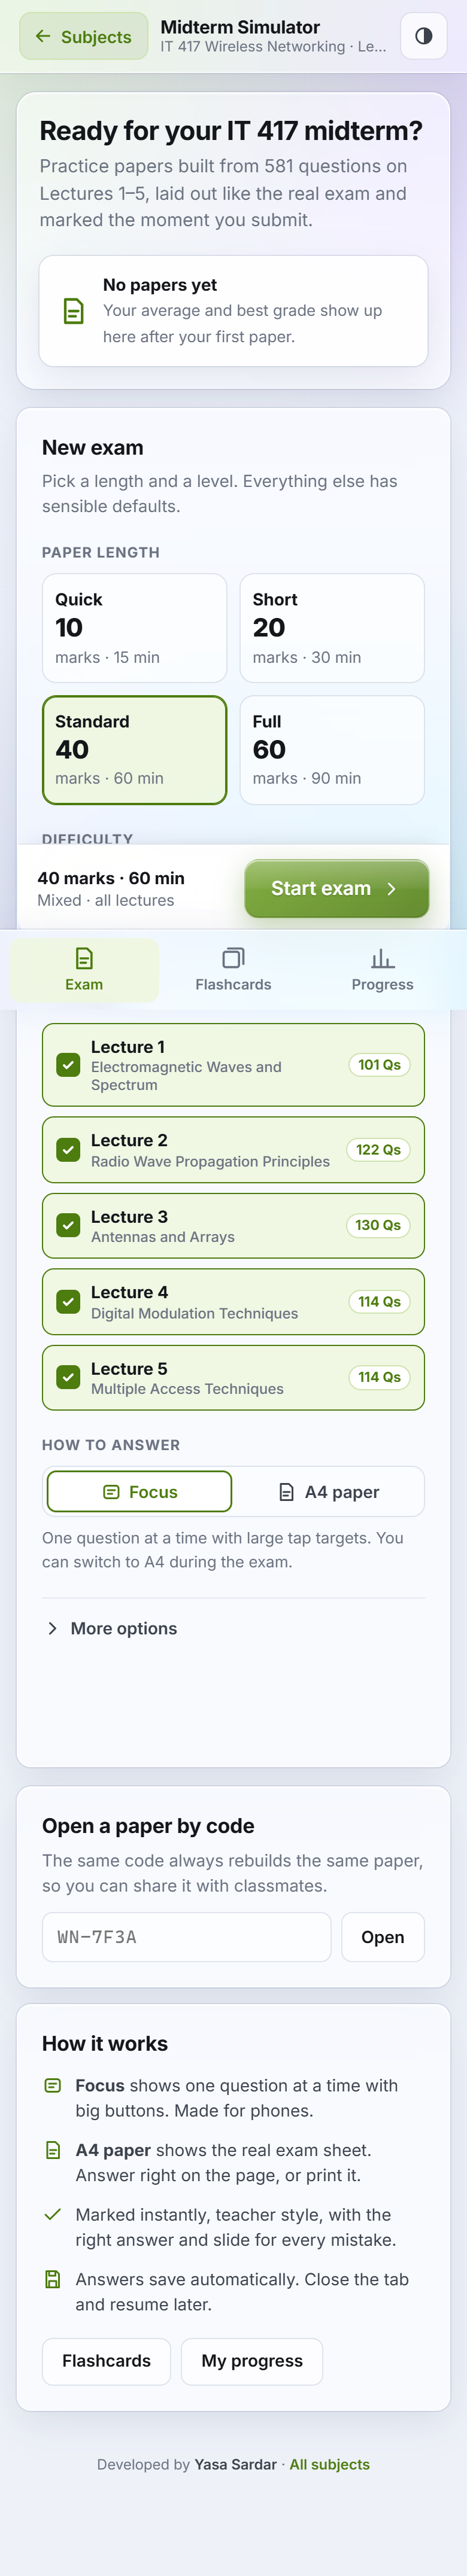 Subjects
Midterm Simulator
IT 417 Wireless Networking · Le...
Ready for your IT 417 midterm?
Practice papers built from 581 questions on
Lectures 1–5, laid out like the real exam and
marked the moment you submit.
No papers yet
Your average and best grade show up
here after your first paper.
New exam
Pick a length and a level. Everything else has
sensible defaults.
PAPER LENGTH
Quick
10
marks · 15 min
Short
20
marks · 30 min
Standard
40
marks · 60 min
Full
60
marks · 90 min
DIFFICULTY
40 marks · 60 min
Mixed · all lectures
Start exam
Exam
Flashcards
Progress
Lecture 1
Electromagnetic Waves and
Spectrum
101 Qs
Lecture 2
Radio Wave Propagation Principles
122 Qs
Lecture 3
Antennas and Arrays
130 Qs
Lecture 4
Digital Modulation Techniques
114 Qs
Lecture 5
Multiple Access Techniques
114 Qs
HOW TO ANSWER
Focus
A4 paper
One question at a time with large tap targets. You
can switch to A4 during the exam.
More options
Open a paper by code
The same code always rebuilds the same paper,
so you can share it with classmates.
WN-7F3A
Open
How it works
Focus shows one question at a time with
big buttons. Made for phones.
A4 paper shows the real exam sheet.
Answer right on the page, or print it.
Marked instantly, teacher style, with the
right answer and slide for every mistake.
Answers save automatically. Close the tab
and resume later.
Flashcards
My progress
Developed by Yasa Sardar · All subjects